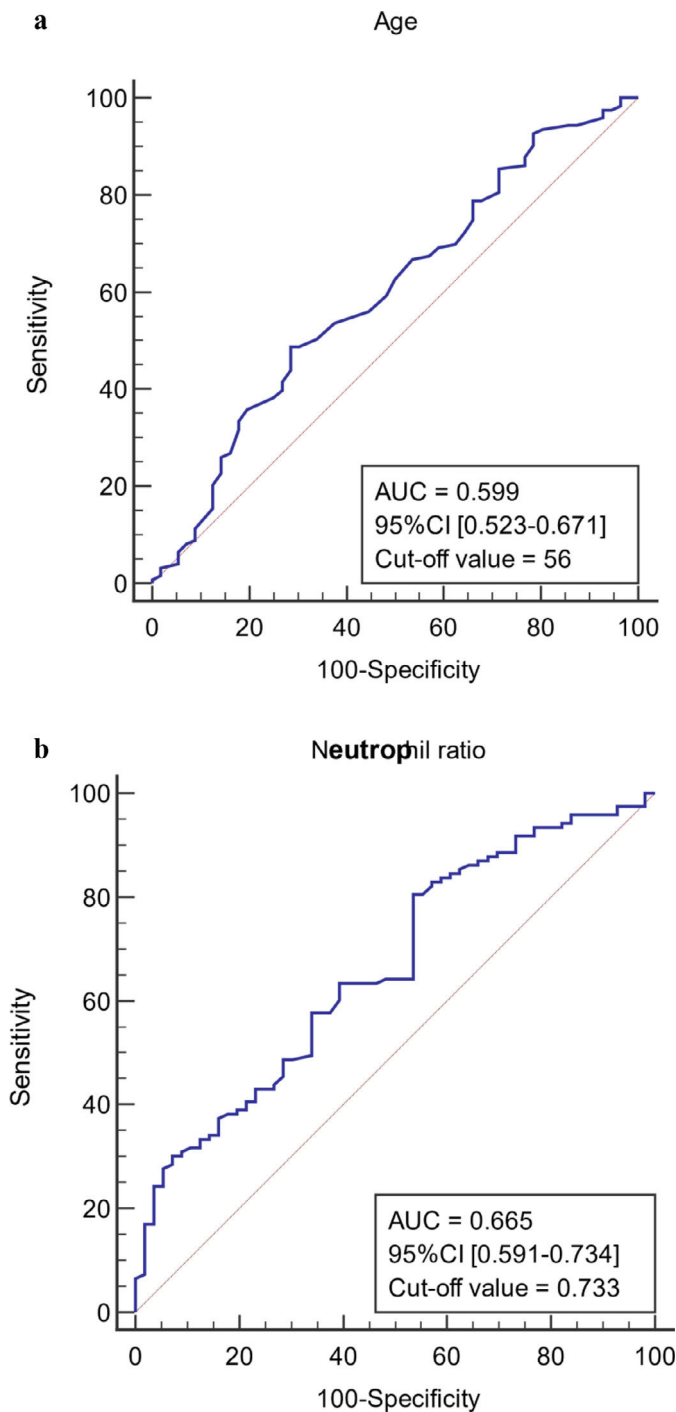 a
Age
100
80
60
40
20
0
Sensitivity
AUC = 0.599
95%CI [0.523-0.671]
Cut-off value = 56
0 20 40 60 80 100
100-Specificity
b
Neutrophil ratio
100
80
60
40
20
0
Sensitivity
AUC = 0.665
95%CI [0.591-0.734]
Cut-off value = 0.733
0 20 40 60 80 100
100-Specificity